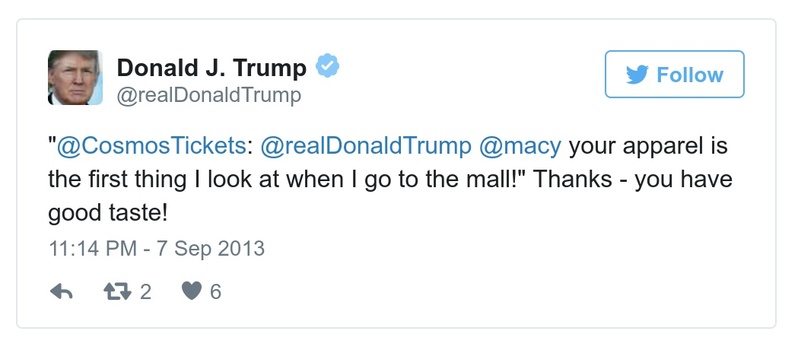 Donald J. Trump
@realDonaldTrump
Follow
"@CosmosTickets: @realDonaldTrump @macy your apparel is
the first thing I look at when I go to the mall!" Thanks - you have
good taste!
11:14 PM - 7 Sep 2013
2 6